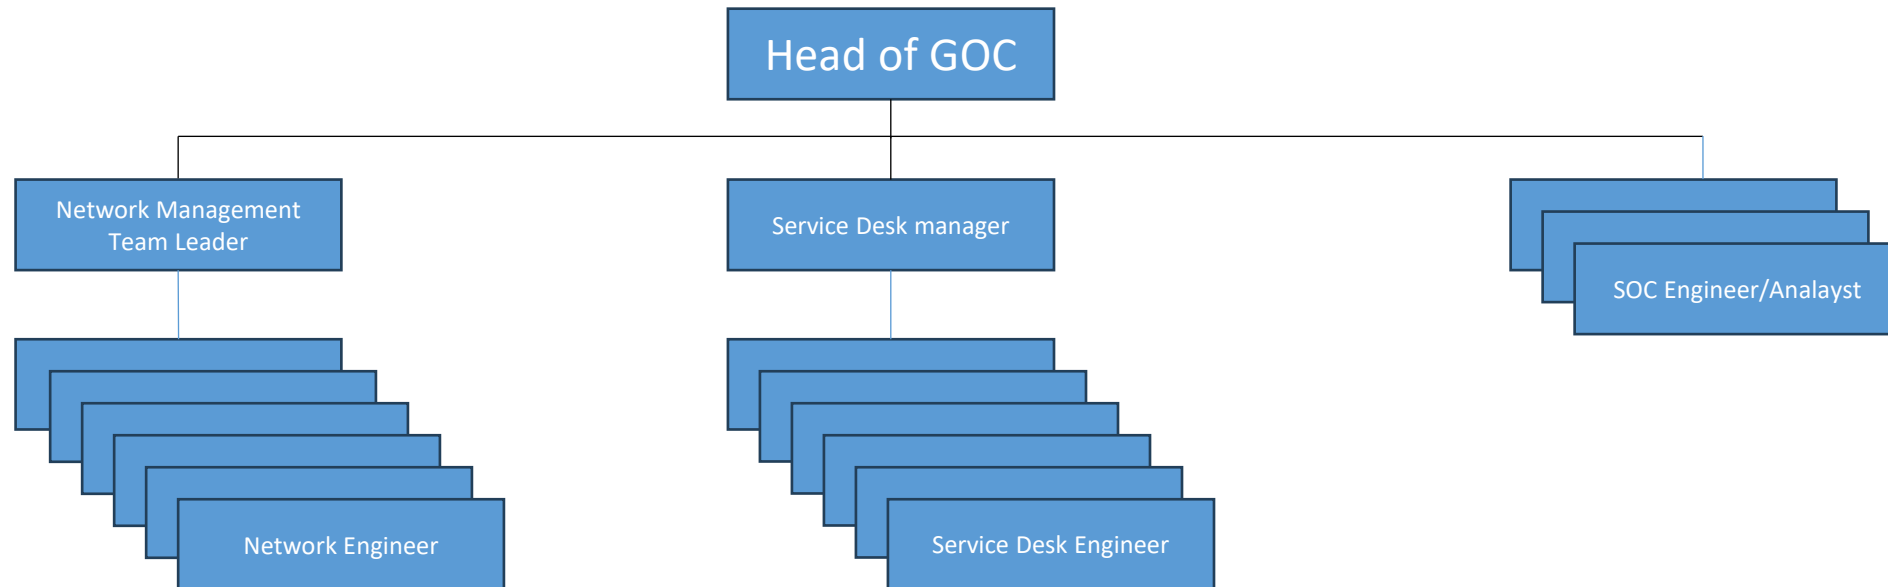 Head of GOC
Network Management
Team Leader
Service Desk manager
SOC Engineer/Analayst
Network Engineer
Service Desk Engineer